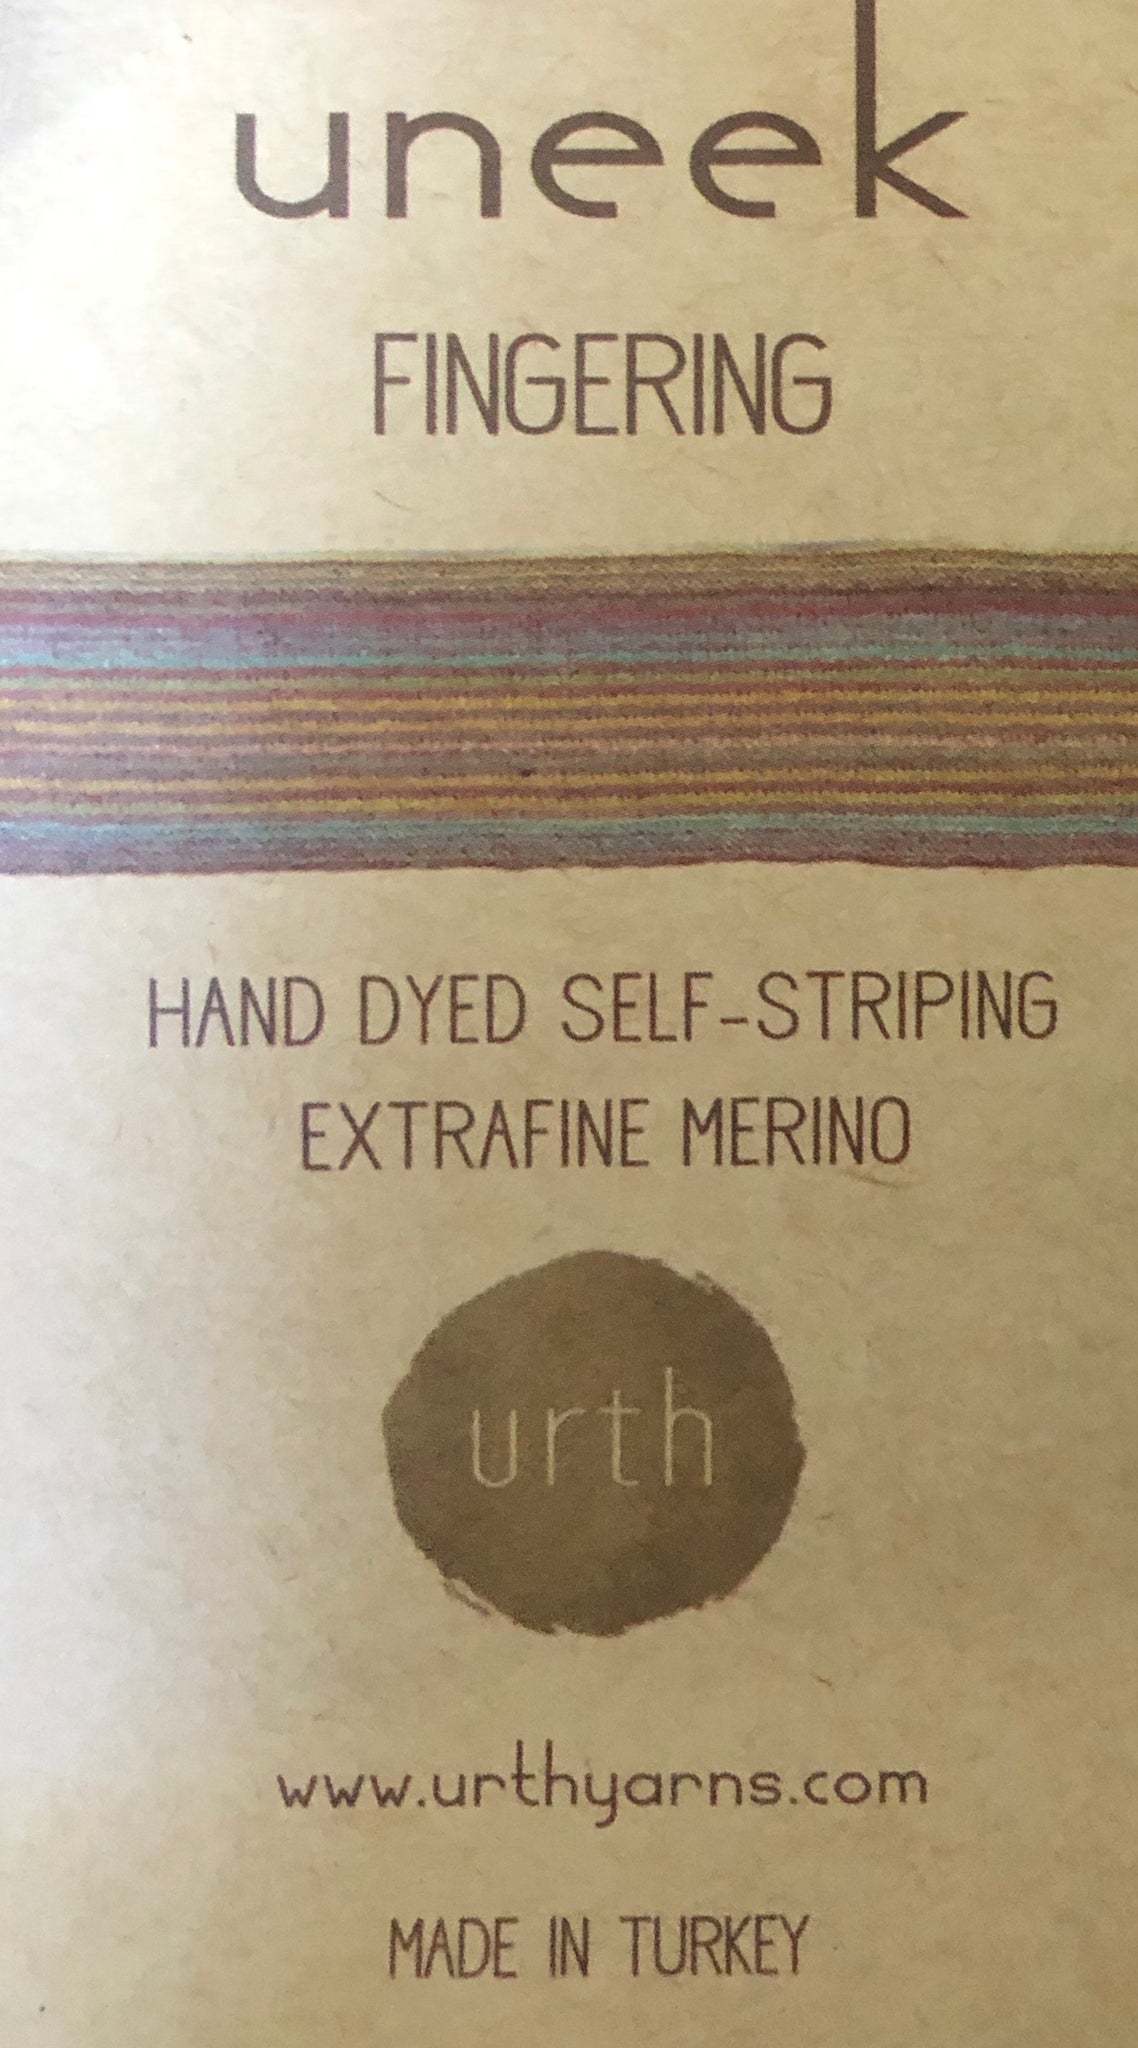 uneek
FINGERING
HAND DYED SELF-STRIPING
EXTRAFINE MERINO
urth
www.urthyarns.com
MADE IN TURKEY